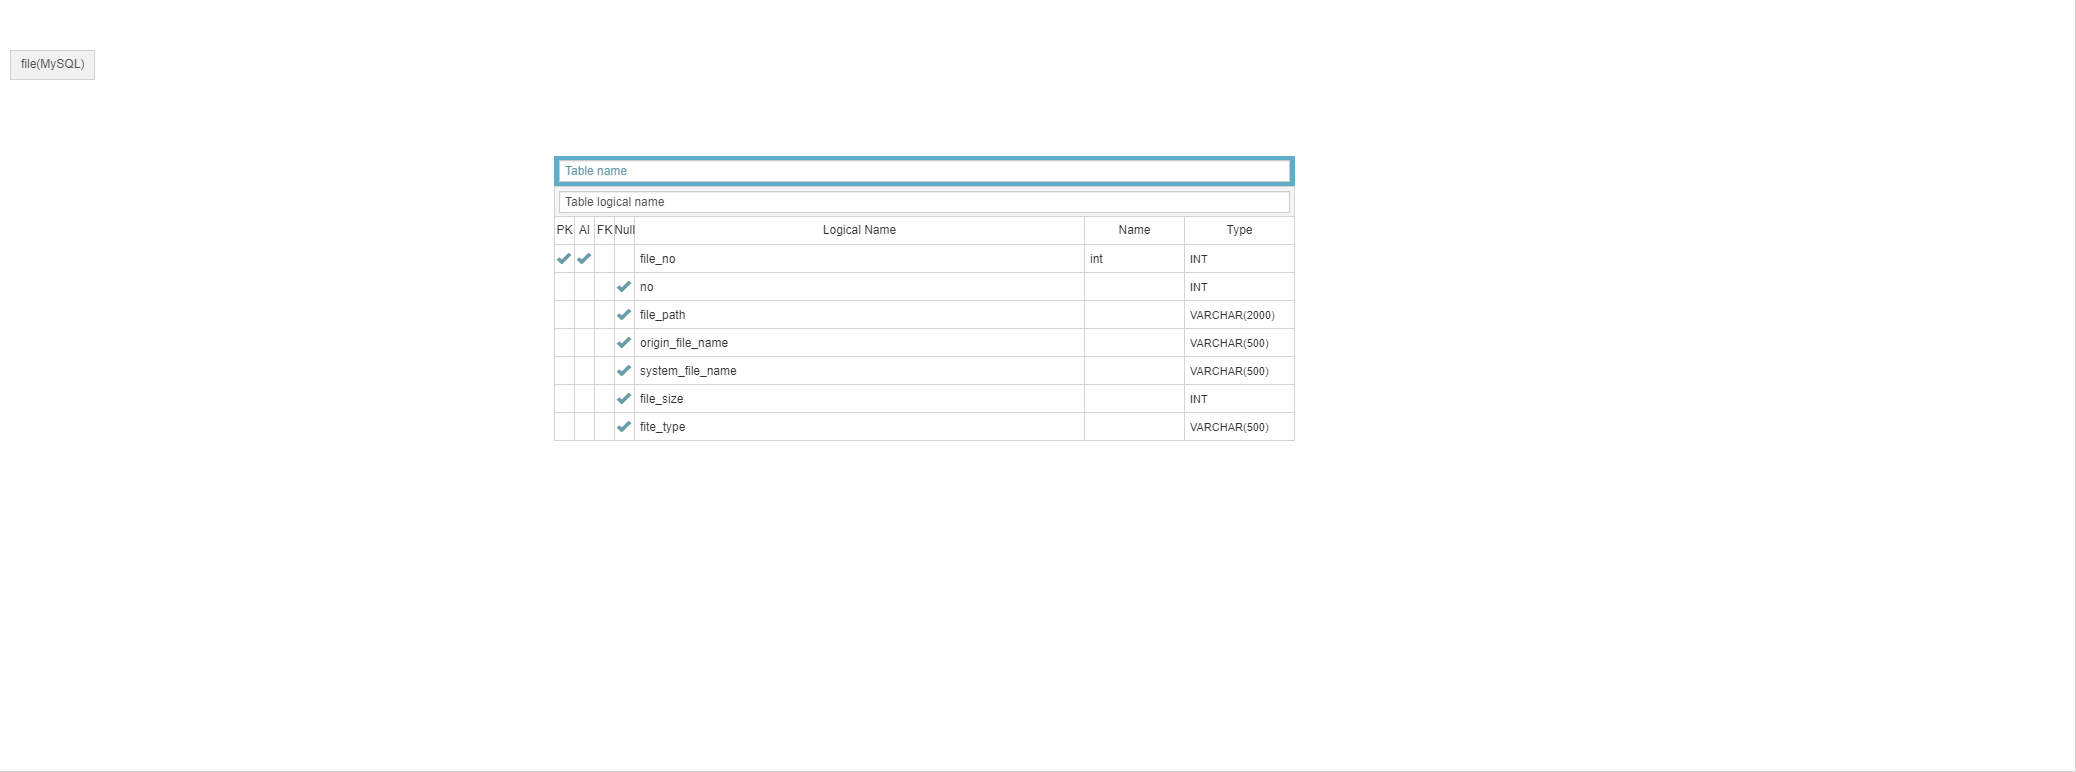 file(MySQL)
Table name
Table logical name
PK AI FK Null Logical Name Name Type
file_no int INT
no INT
file_path VARCHAR(2000)
origin_file_name VARCHAR(500)
system_file_name VARCHAR(500)
file_size INT
fite_type VARCHAR(500)